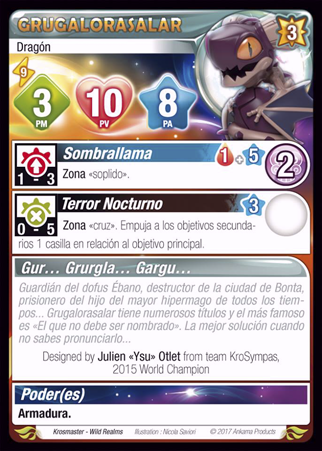 GRUGALORASALAR
3
Dragón
9
3
PM
10
PV
8
PA
Sombrallama
1 + 5
2
1 - 3
Zona «soplido».
Terror Nocturno
3
0 - 5
Zona «cruz». Empuja a los objetivos secunda-
rios 1 casilla en relación al objetivo principal.
Gur... Grurgla... Gargu...
Guardián del dofus Ébano, destructor de la ciudad de Bonta,
prisionero del hijo del mayor hipermago de todos los tiem-
pos... Grugalorasalar tiene numerosos títulos y el más famoso
es «El que no debe ser nombrado». La mejor solución cuando
no sabes pronunciarlo...
Designed by Julien «Ysu» Otlet from team KroSympas,
2015 World Champion
Poder(es)
Armadura.
Krosmaster - Wild Realms Illustration : Nicola Saviori © 2017 Ankama Products